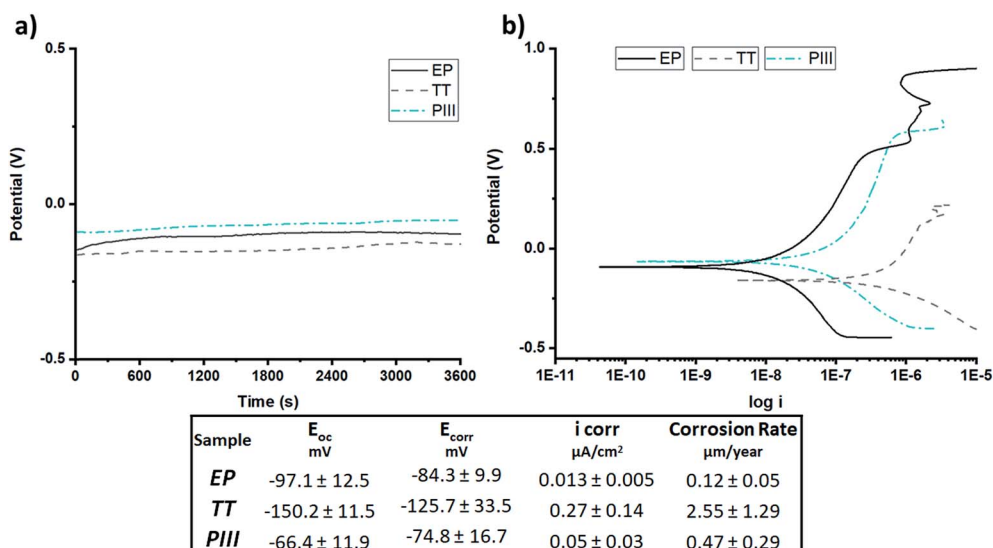 a)
0.5
0.0
-0.5
Potential (V)
EP
TT
PIII
0 600 1200 1800 2400 3000 3600
Time (s)
b)
1.0
0.5
0.0
-0.5
Potential (V)
EP TT PIII
1E-11 1E-10 1E-9 1E-8 1E-7 1E-6 1E-5
log i
Sample Eoc mV Ecorr mV i corr µA/cm² Corrosion Rate µm/year
EP -97.1 ± 12.5 -84.3 ± 9.9 0.013 ± 0.005 0.12 ± 0.05
TT -150.2 ± 11.5 -125.7 ± 33.5 0.27 ± 0.14 2.55 ± 1.29
PIII -66.4 ± 11.9 -74.8 ± 16.7 0.05 ± 0.03 0.47 ± 0.29